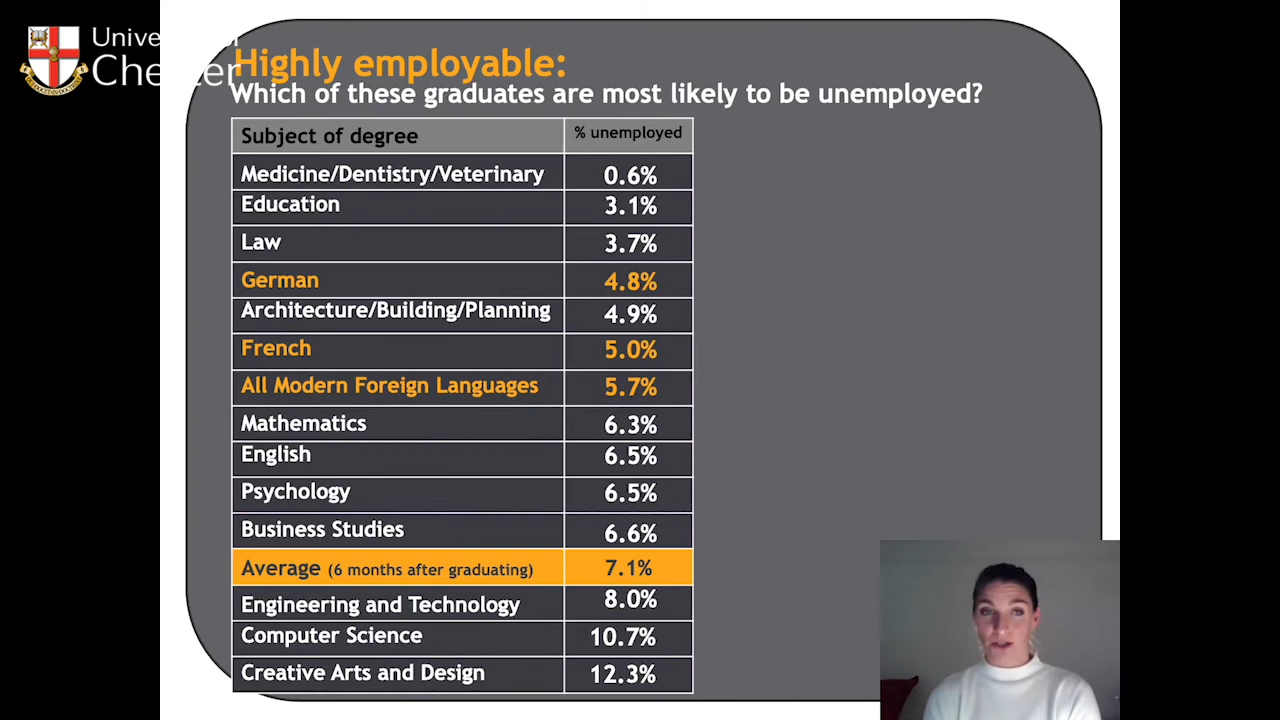 Highly employable:
Which of these graduates are most likely to be unemployed?
Subject of degree % unemployed
Medicine/Dentistry/Veterinary 0.6%
Education 3.1%
Law 3.7%
German 4.8%
Architecture/Building/Planning 4.9%
French 5.0%
All Modern Foreign Languages 5.7%
Mathematics 6.3%
English 6.5%
Psychology 6.5%
Business Studies 6.6%
Average (6 months after graduating) 7.1%
Engineering and Technology 8.0%
Computer Science 10.7%
Creative Arts and Design 12.3%